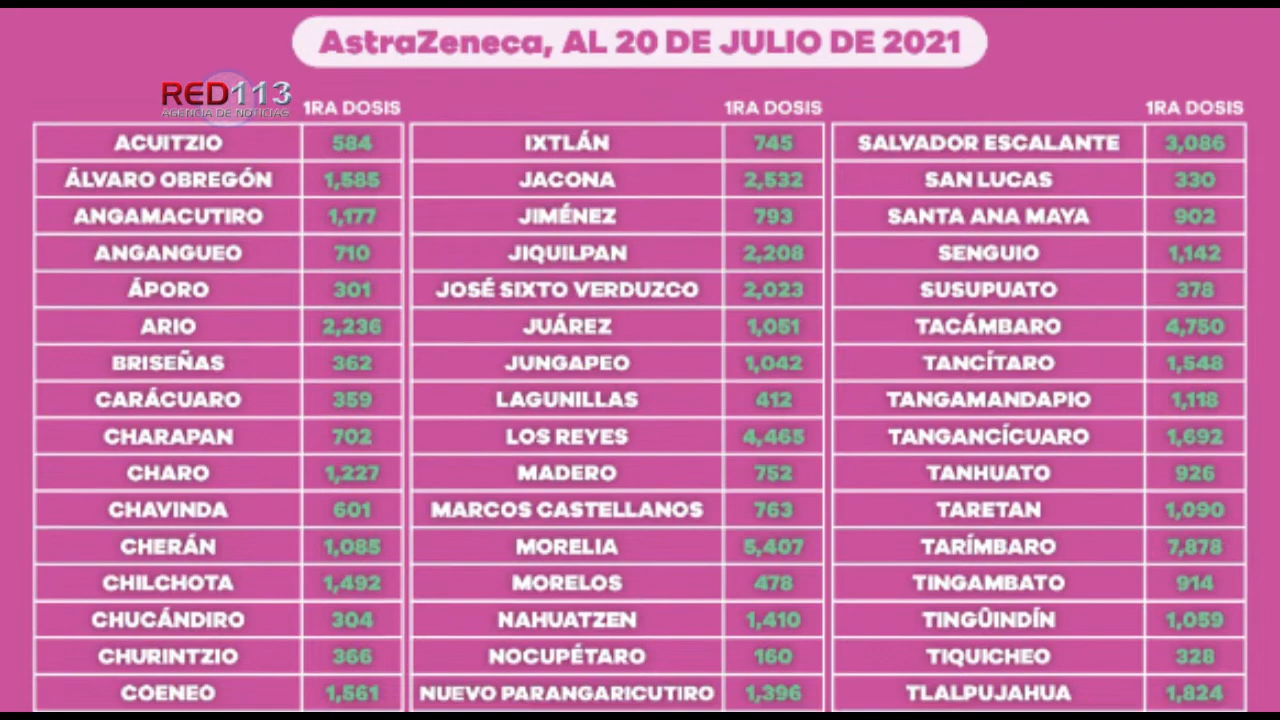 AstraZeneca, AL 20 DE JULIO DE 2021
RED113
AGENCIA DE NOTICIAS
1RA DOSIS 1RA DOSIS 1RA DOSIS
ACUITZIO 584 IXTLÁN 745 SALVADOR ESCALANTE 3,086
ÁLVARO OBREGÓN 1,585 JACONA 2,532 SAN LUCAS 330
ANGAMACUTIRO 1,177 JIMÉNEZ 793 SANTA ANA MAYA 902
ANGANGUEO 710 JIQUILPAN 2,208 SENGUIO 1,142
ÁPORO 301 JOSÉ SIXTO VERDUZCO 2,023 SUSUPUATO 378
ARIO 2,236 JUÁREZ 1,051 TACÁMBARO 4,750
BRISEÑAS 362 JUNGAPEO 1,042 TANCÍTARO 1,548
CARÁCUARO 359 LAGUNILLAS 412 TANGAMANDAPIO 1,118
CHARAPAN 702 LOS REYES 4,465 TANGANCÍCUARO 1,692
CHARO 1,227 MADERO 752 TANHUATO 926
CHAVINDA 601 MARCOS CASTELLANOS 763 TARETAN 1,090
CHERÁN 1,085 MORELIA 5,407 TARÍMBARO 7,878
CHILCHOTA 1,492 MORELOS 478 TINGAMBATO 914
CHUCÁNDIRO 304 NAHUATZEN 1,410 TINGÛINDÍN 1,059
CHURINTZIO 366 NOCUPÉTARO 160 TIQUICHEO 328
COENEO 1,561 NUEVO PARANGARICUTIRO 1,396 TLALPUJAHUA 1,824